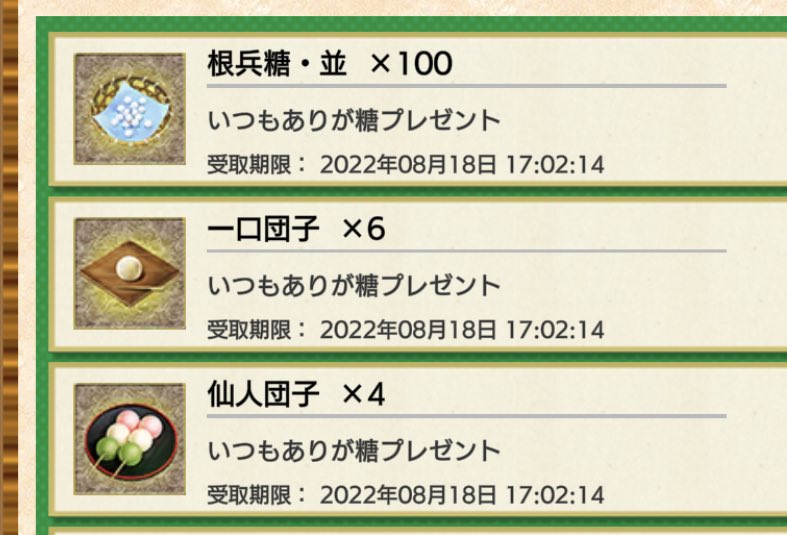 根兵糖・並 ×100
いつもありが糖プレゼント
受取期限： 2022年08月18日 17:02:14
一口団子 ×6
いつもありが糖プレゼント
受取期限： 2022年08月18日 17:02:14
仙人団子 ×4
いつもありが糖プレゼント
受取期限： 2022年08月18日 17:02:14